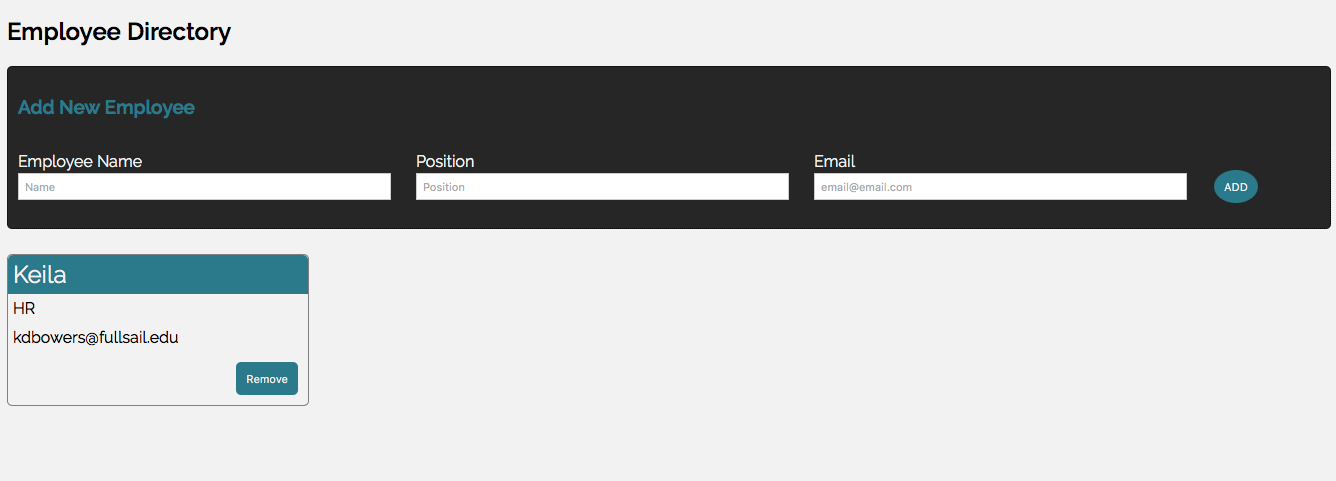 Employee Directory
Add New Employee
Employee Name Position Email
Name Position email@email.com ADD
Keila
HR
kdbowers@fullsail.edu
Remove